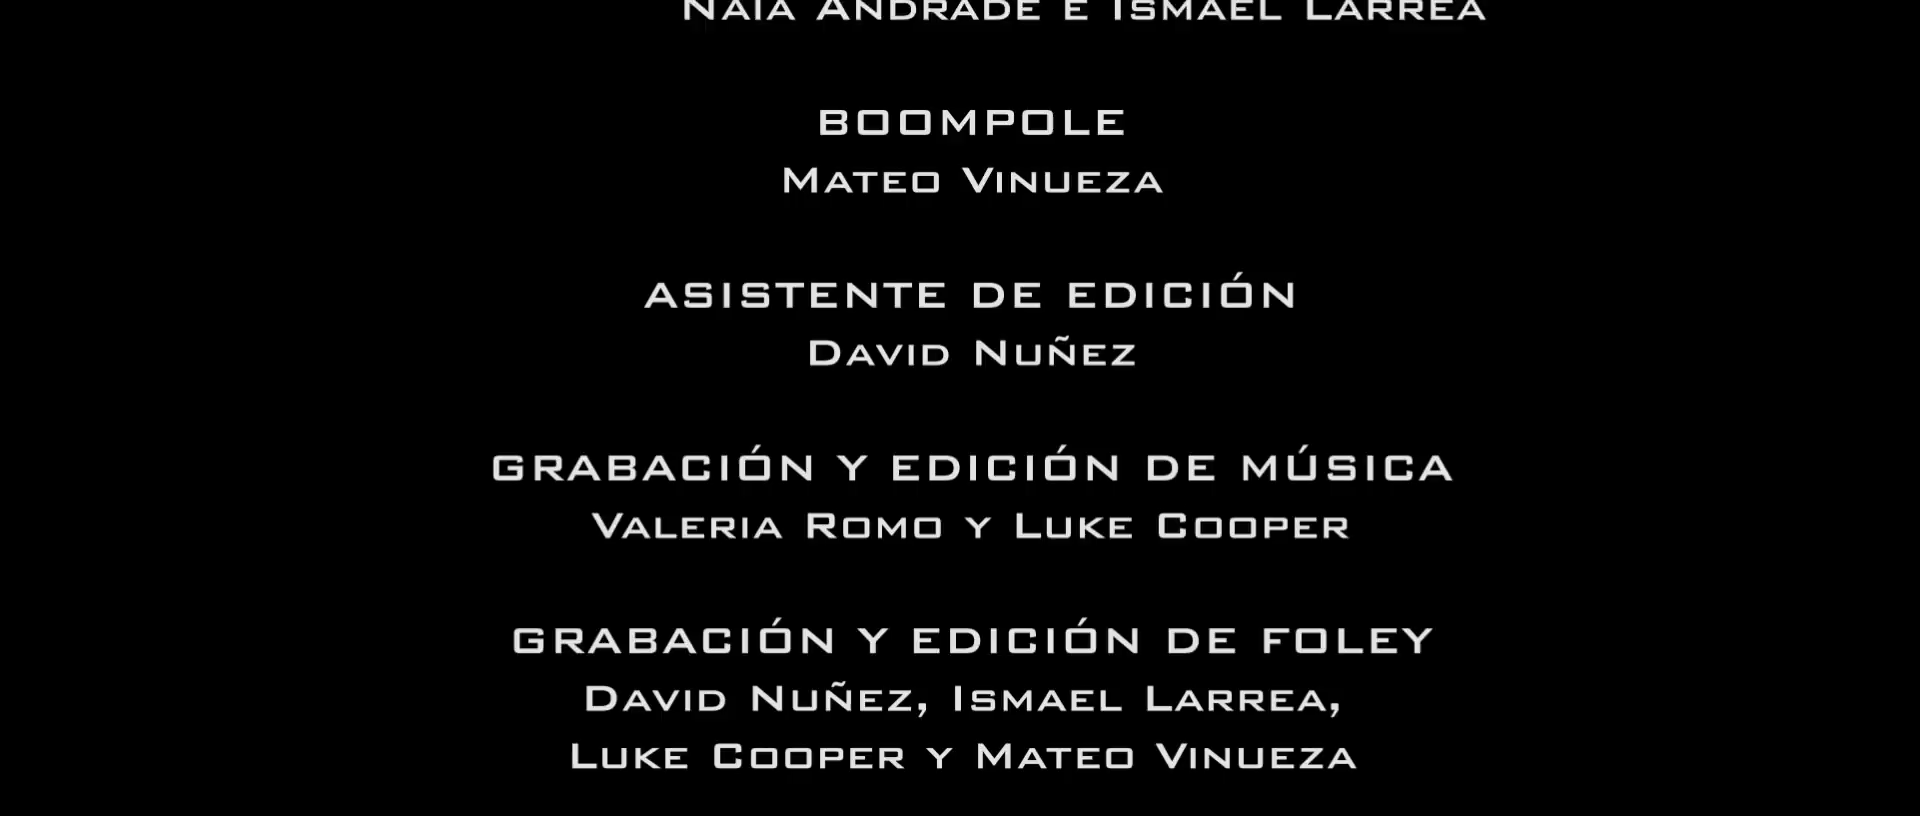 Naia Andrade e Ismael Larrea
BOOMPOLE
Mateo Vinueza
ASISTENTE DE EDICIÓN
David Nuñez
GRABACIÓN Y EDICIÓN DE MÚSICA
Valeria Romo y Luke Cooper
GRABACIÓN Y EDICIÓN DE FOLEY
David Nuñez, Ismael Larrea,
Luke Cooper y Mateo Vinueza